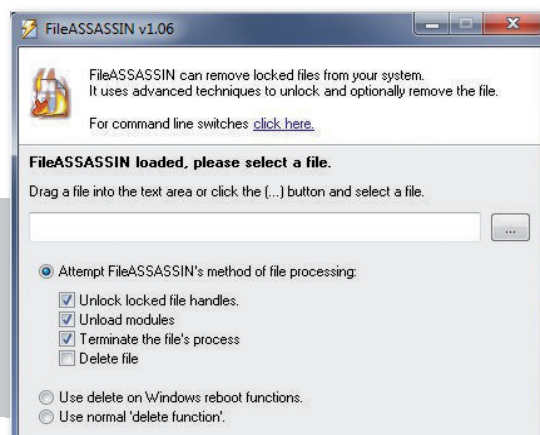 FileASSASSIN v1.06
FileASSASSIN can remove locked files from your system.
It uses advanced techniques to unlock and optionally remove the file.
For command line switches click here.
FileASSASSIN loaded, please select a file.
Drag a file into the text area or click the (...) button and select a file.
...
Attempt FileASSASSIN's method of file processing:
Unlock locked file handles.
Unload modules
Terminate the file's process
Delete file
Use delete on Windows reboot functions.
Use normal 'delete function'.